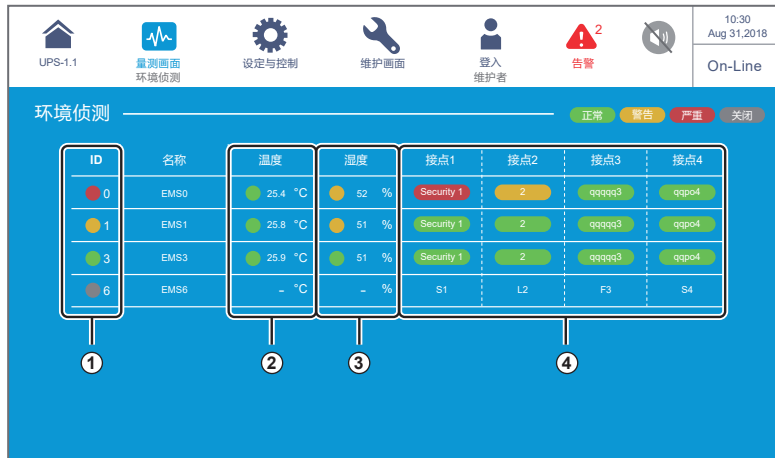 UPS-1.1
量测画面
环境侦测
设定与控制
维护画面
登入
维护者
2
告警
10:30
Aug 31,2018
On-Line
环境侦测
正常 警告 严重 关闭
ID 名称 温度 湿度 接点1 接点2 接点3 接点4
0 EMS0 25.4 °C 52 % Security 1 2 qqqqq3 qqpo4
1 EMS1 25.8 °C 51 % Security 1 2 qqqqq3 qqpo4
3 EMS3 25.9 °C 51 % Security 1 2 qqqqq3 qqpo4
6 EMS6 – °C – % S1 L2 F3 S4
1 2 3 4